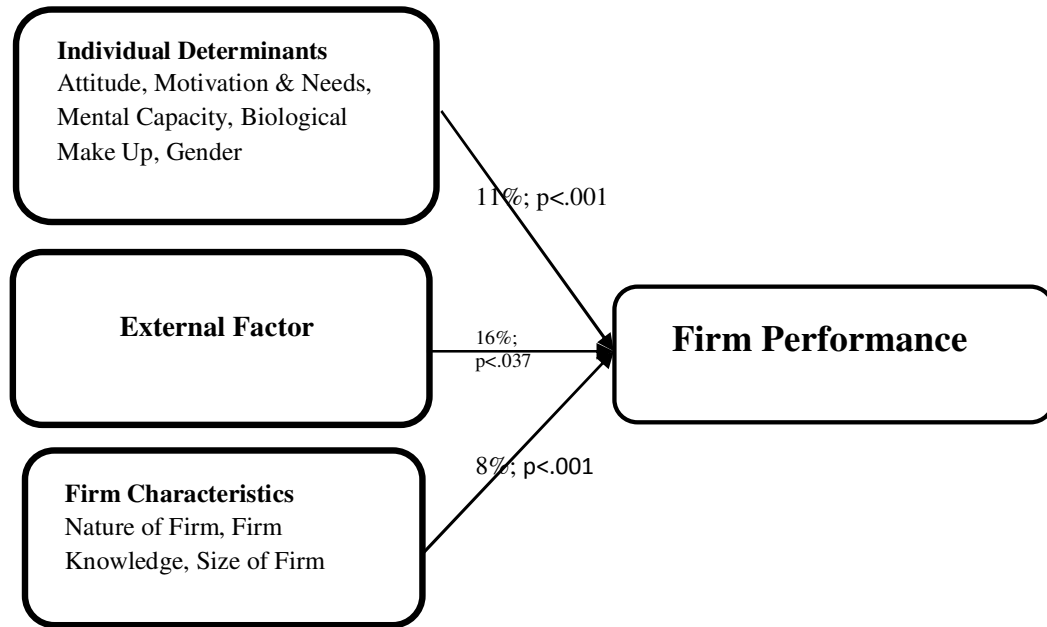 Individual Determinants
Attitude, Motivation & Needs,
Mental Capacity, Biological
Make Up, Gender
11%; p<.001
External Factor
16%;
p<.037
Firm Performance
8%; p<.001
Firm Characteristics
Nature of Firm, Firm
Knowledge, Size of Firm